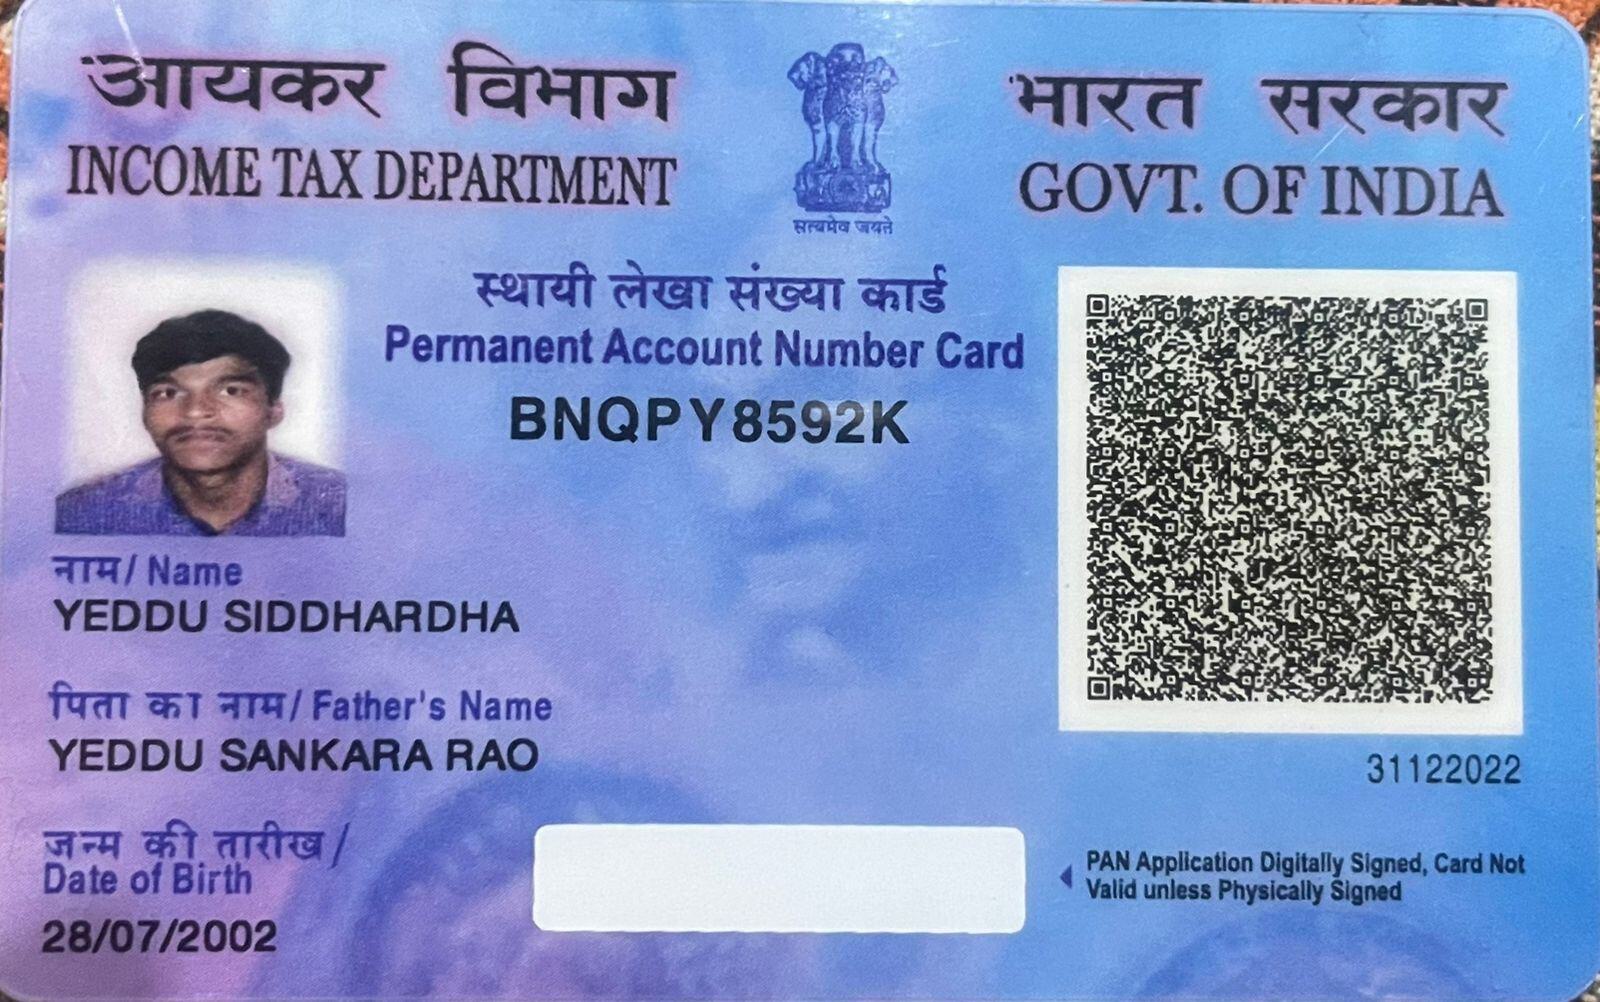 आयकर विभाग
INCOME TAX DEPARTMENT
सत्यमेव जयते
भारत सरकार
GOVT. OF INDIA
स्थायी लेखा संख्या कार्ड
Permanent Account Number Card
BNQPY8592K
नाम/ Name
YEDDU SIDDHARDHA
पिता का नाम/ Father's Name
YEDDU SANKARA RAO
जन्म की तारीख/
Date of Birth
28/07/2002
31122022
PAN Application Digitally Signed, Card Not
Valid unless Physically Signed